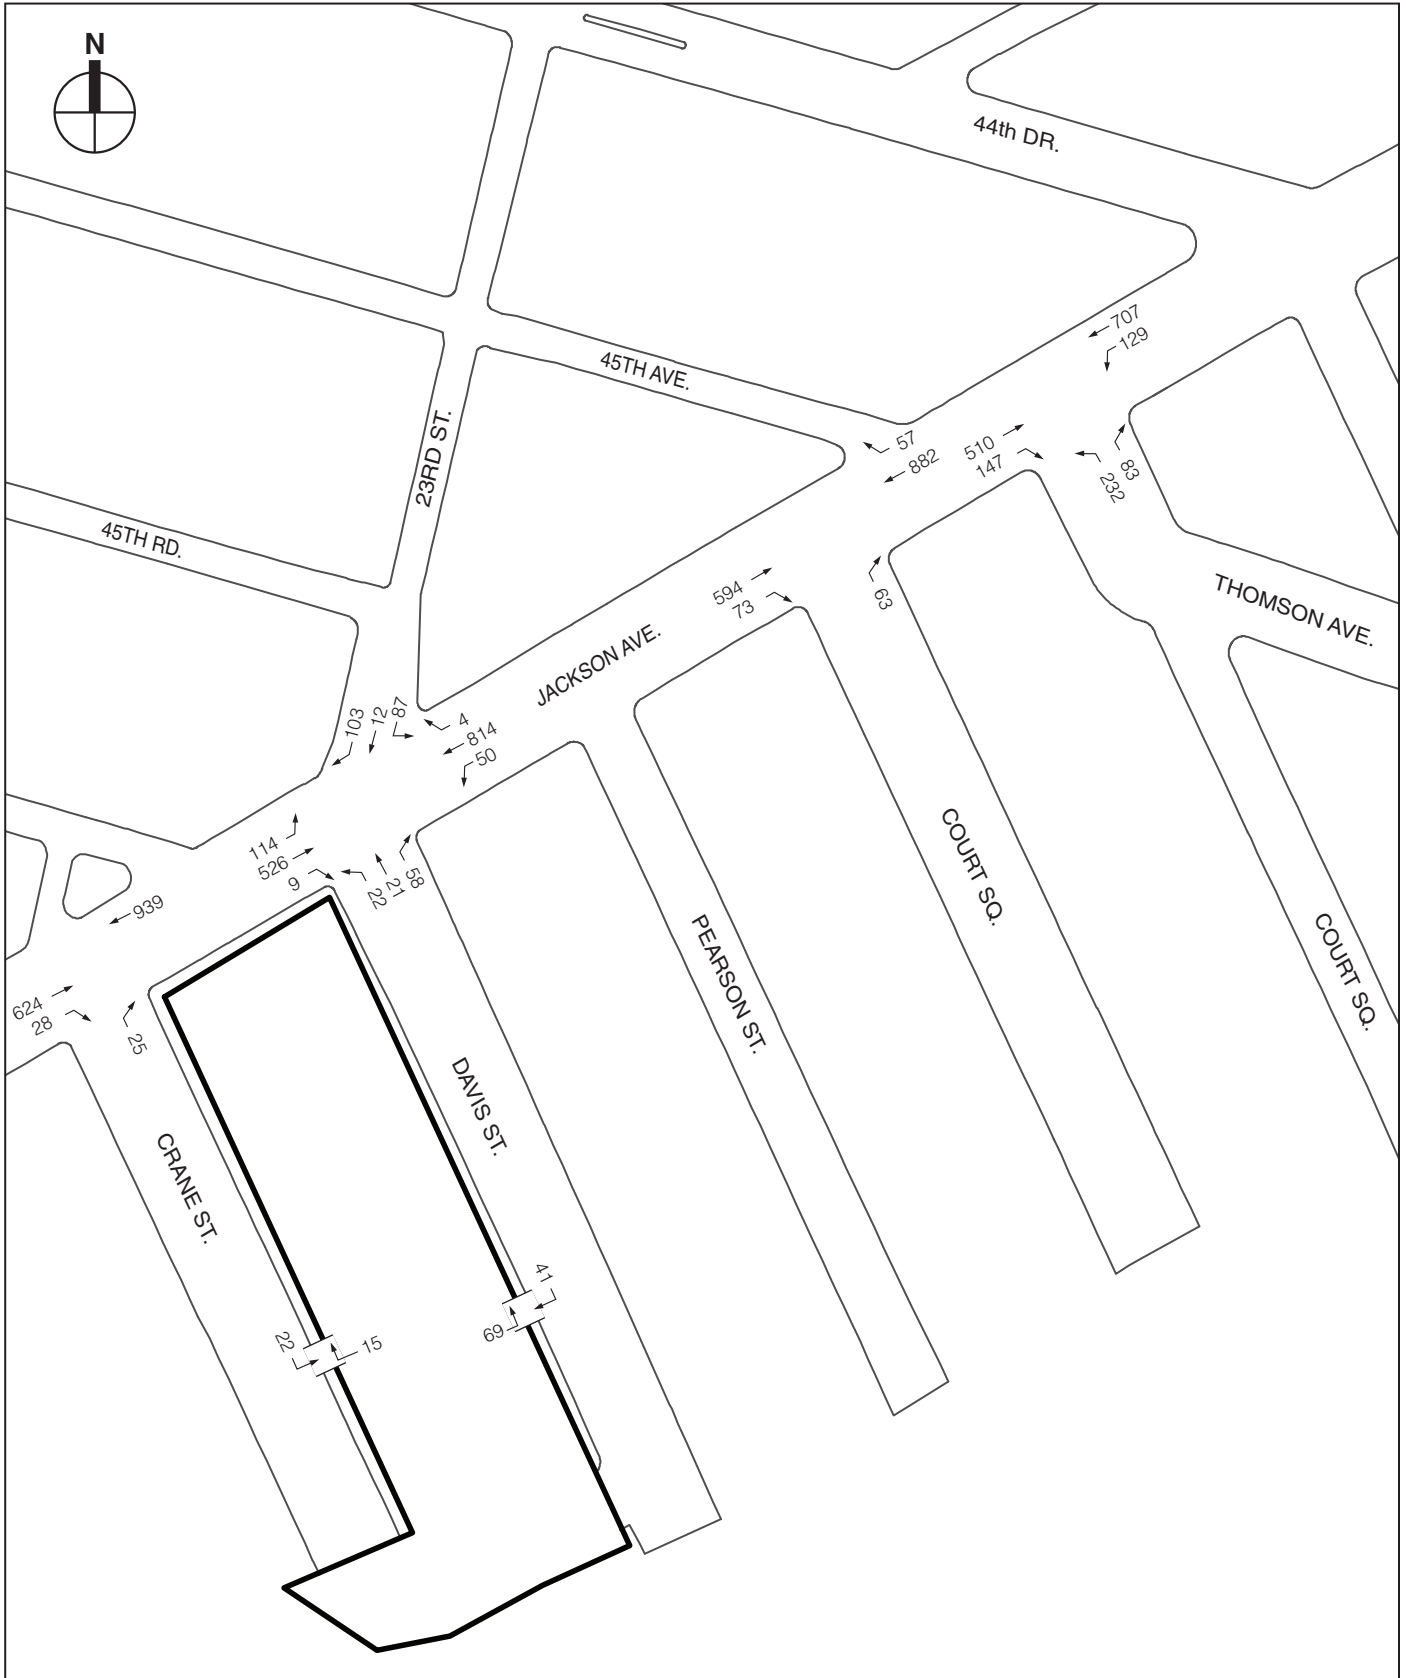 N
44th DR.
707
129
45TH AVE.
57
882
510
147
83
232
23RD ST.
45TH RD.
THOMSON AVE.
594
73
63
JACKSON AVE.
103
12
87
4
814
50
114
526
9
22
21
58
COURT SQ.
939
PEARSON ST.
COURT SQ.
624
28
25
DAVIS ST.
CRANE ST.
41
69
22
15